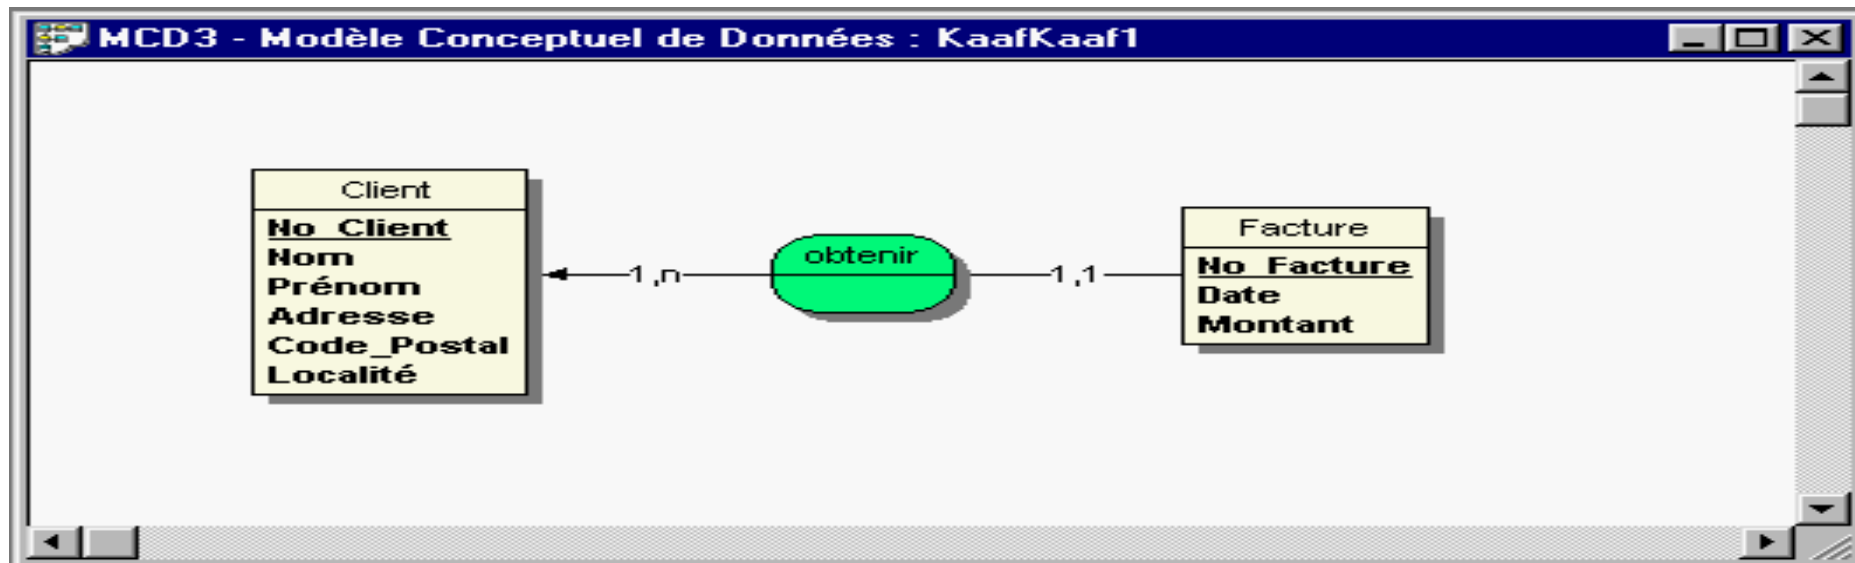 MCD3 - Modèle Conceptuel de Données : KaafKaaf1
Client
No_Client
Nom
Prénom
Adresse
Code_Postal
Localité
1,n
obtenir
1,1
Facture
No_Facture
Date
Montant